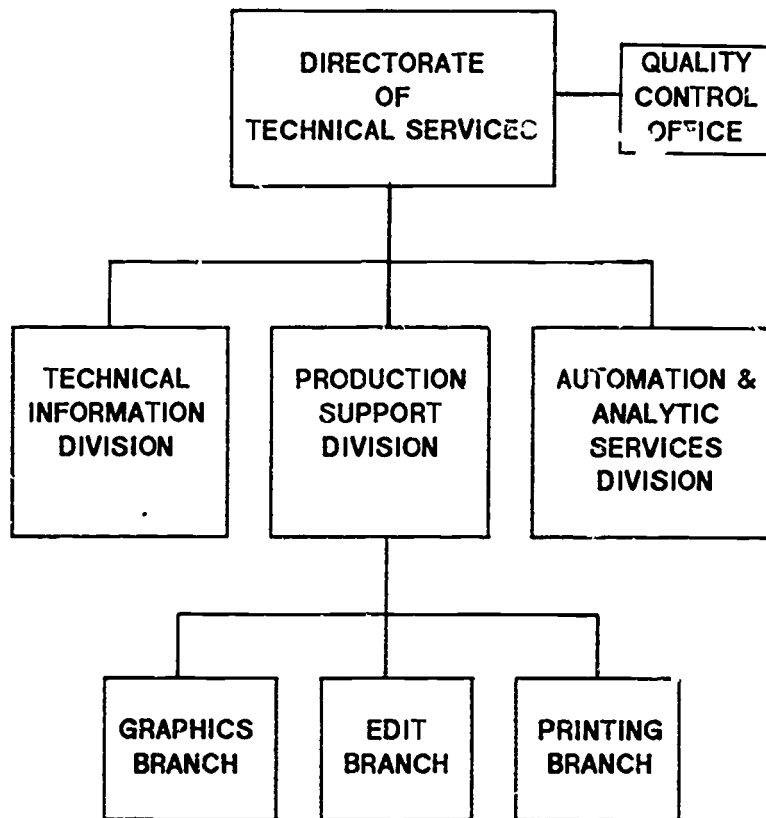 DIRECTORATE
OF
TECHNICAL SERVICES
QUALITY
CONTROL
OFFICE
TECHNICAL
INFORMATION
DIVISION
PRODUCTION
SUPPORT
DIVISION
AUTOMATION &
ANALYTIC
SERVICES
DIVISION
GRAPHICS
BRANCH
EDIT
BRANCH
PRINTING
BRANCH